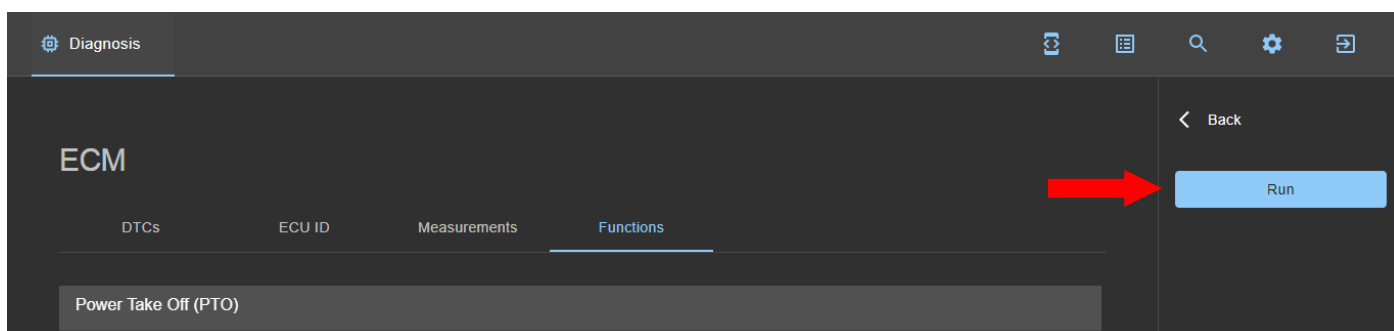 Diagnosis
Back
ECM
Run
DTCs ECU ID Measurements Functions
Power Take Off (PTO)